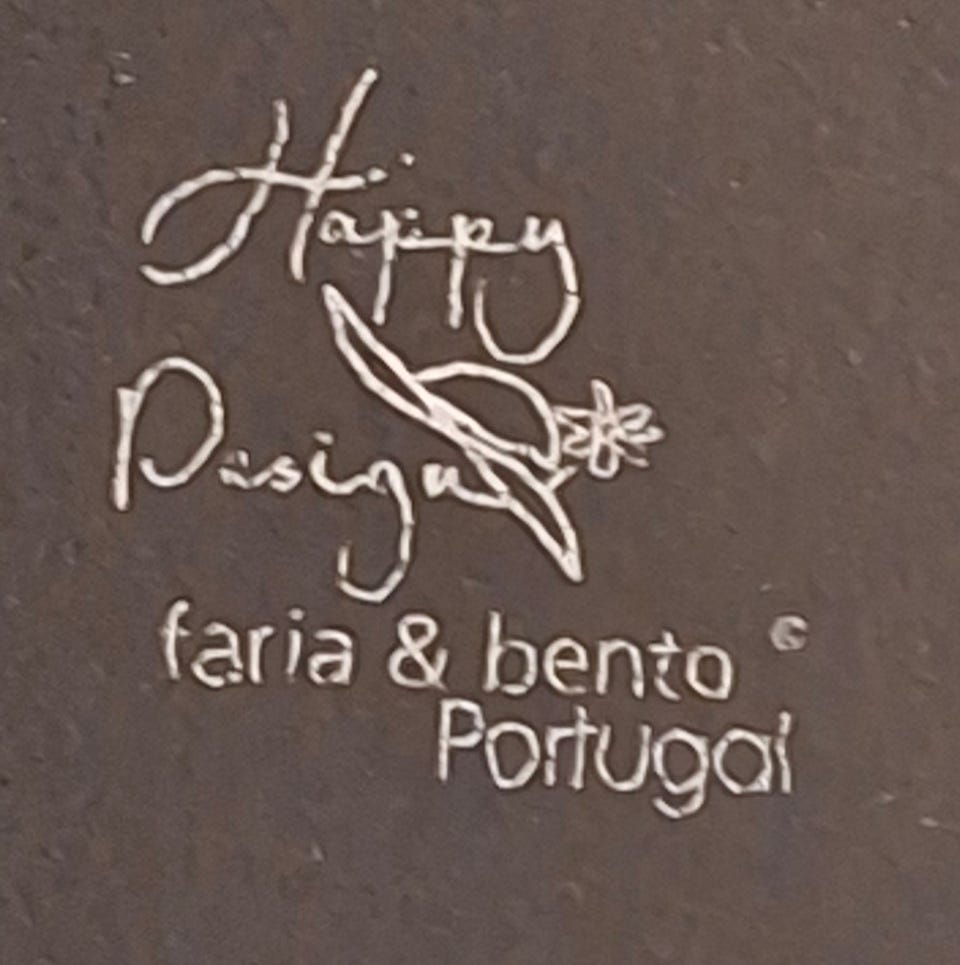 Happy
Design
faria & bento ©
Portugal